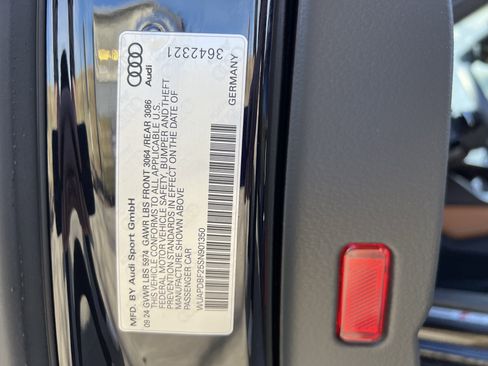 Audi
3642321
MFD. BY Audi Sport GmbH
09 24 GVWR LBS 5974 GAWR LBS FRONT 3064 /REAR 3086
THIS VEHICLE CONFORMS TO ALL APPLICABLE U.S.
FEDERAL MOTOR VEHICLE SAFETY, BUMPER AND THEFT
PREVENTION STANDARDS IN EFFECT ON THE DATE OF
MANUFACTURE SHOWN ABOVE
PASSENGER CAR
GERMANY
WUAPDBF25SN901350